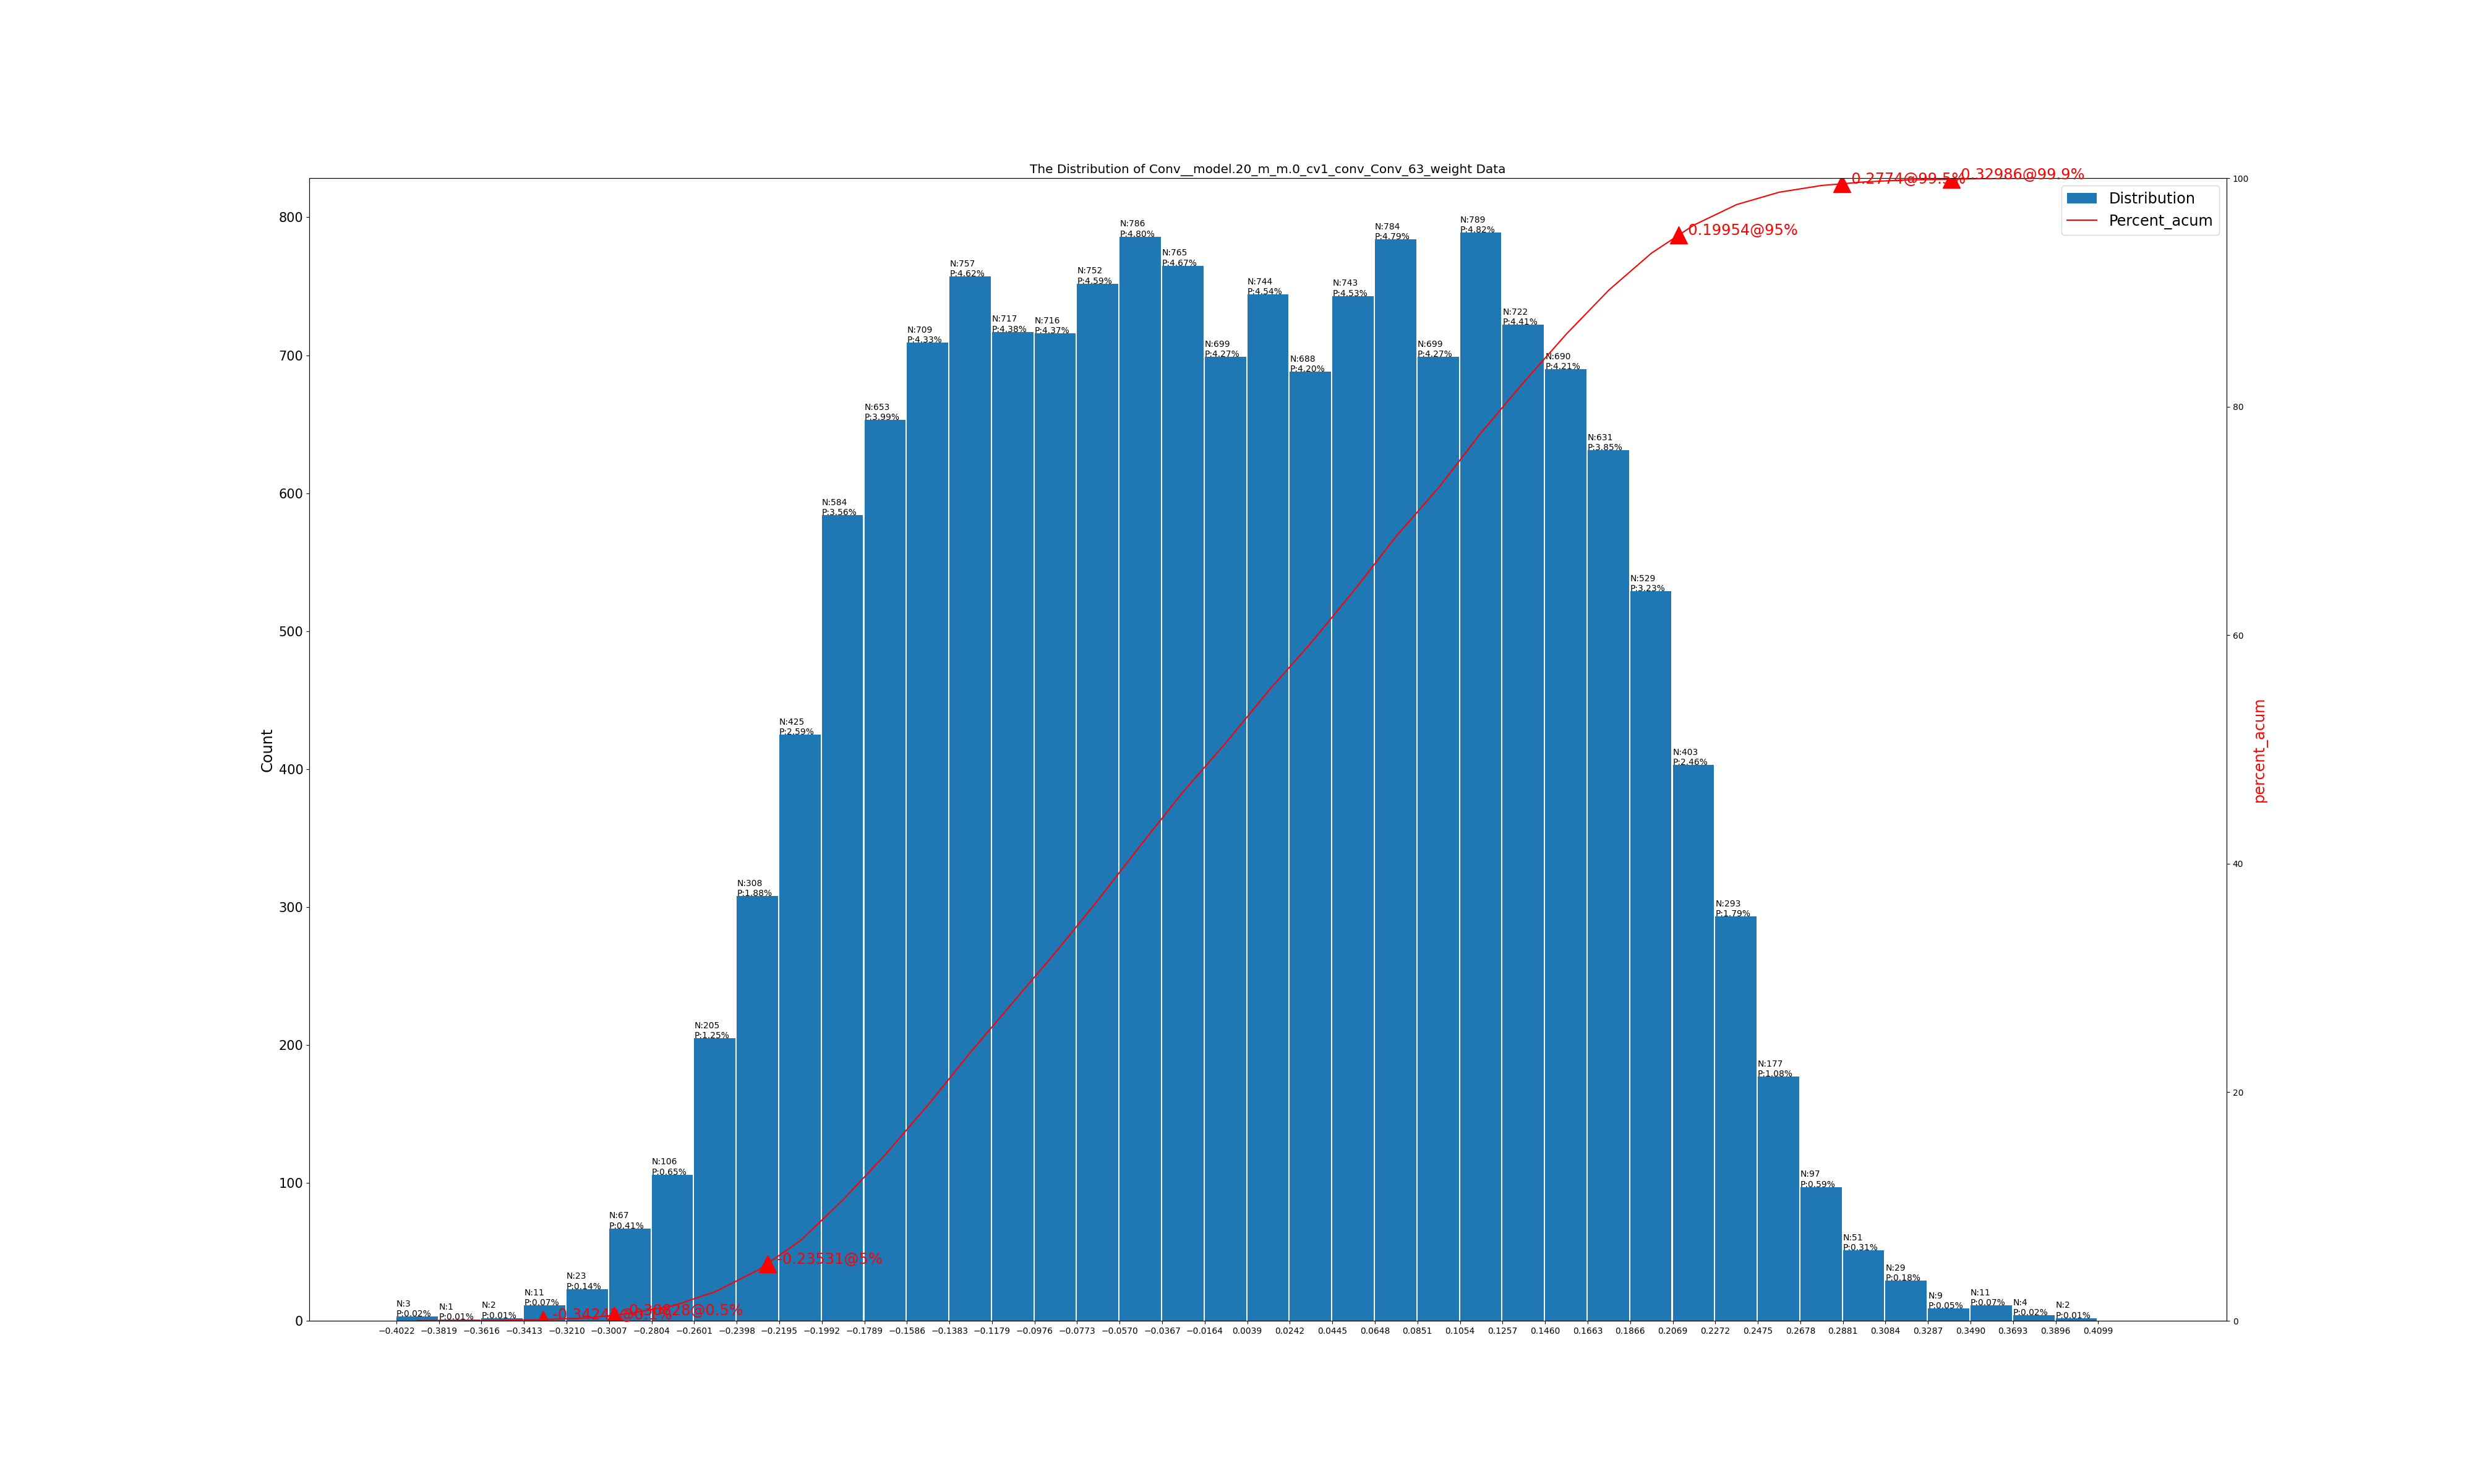 The Distribution of Conv__model.20_m_m.0_cv1_conv_Conv_63_weight Data
Distribution
Percent_acum
Count
percent_acum
800
700
600
500
400
300
200
100
0
100
80
60
40
20
0
N:3
P:0.02%
N:1
P:0.01%
N:2
P:0.01%
N:11
P:0.07%
N:23
P:0.14%
N:67
P:0.41%
N:106
P:0.65%
N:205
P:1.25%
N:308
P:1.88%
N:425
P:2.59%
N:584
P:3.56%
N:653
P:3.99%
N:709
P:4.33%
N:757
P:4.62%
N:717
P:4.38%
N:716
P:4.37%
N:752
P:4.59%
N:786
P:4.80%
N:765
P:4.67%
N:699
P:4.27%
N:744
P:4.54%
N:688
P:4.20%
N:743
P:4.53%
N:784
P:4.79%
N:699
P:4.27%
N:789
P:4.82%
N:722
P:4.41%
N:690
P:4.21%
N:631
P:3.85%
N:529
P:3.23%
N:403
P:2.46%
N:293
P:1.79%
N:177
P:1.08%
N:97
P:0.59%
N:51
P:0.31%
N:29
P:0.18%
N:9
P:0.05%
N:11
P:0.07%
N:4
P:0.02%
N:2
P:0.01%
-0.30828@0.5%
-0.23531@5%
0.19954@95%
0.2774@99.5%
0.32986@99.9%
−0.4022 −0.3819 −0.3616 −0.3413 −0.3210 −0.3007 −0.2804 −0.2601 −0.2398 −0.2195 −0.1992 −0.1789 −0.1586 −0.1383 −0.1179 −0.0976 −0.0773 −0.0570 −0.0367 −0.0164 0.0039 0.0242 0.0445 0.0648 0.0851 0.1054 0.1257 0.1460 0.1663 0.1866 0.2069 0.2272 0.2475 0.2678 0.2881 0.3084 0.3287 0.3490 0.3693 0.3896 0.4099